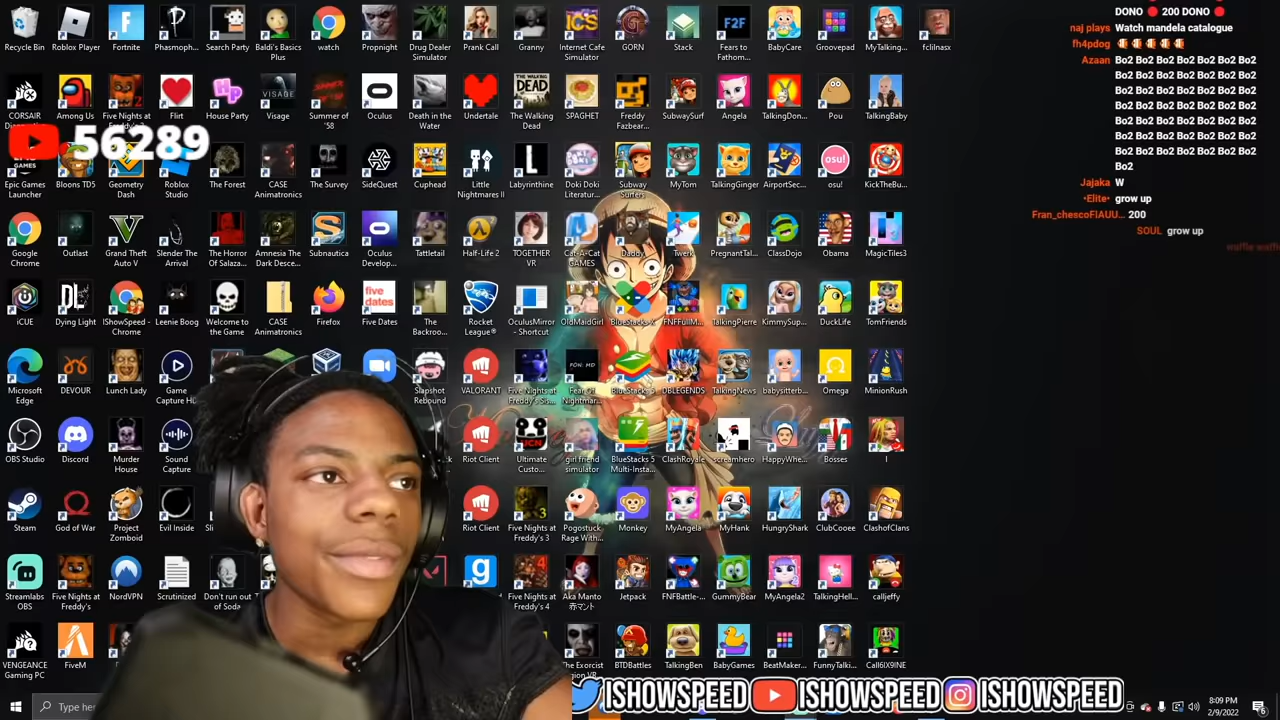 Recycle Bin
Roblox Player
Fortnite
Phasmoph...
Search Party
Baldi's Basics Plus
watch
Propnight
Drug Dealer Simulator
Prank Call
Granny
Internet Cafe Simulator
GORN
Stack
Fears to Fathom...
BabyCare
Groovepad
MyTalking...
fclilnasx
CORSAIR
Among Us
Five Nights at
Flirt
House Party
Visage
Summer of '58
Oculus
Death in the Water
Undertale
The Walking Dead
SPAGHET
Freddy Fazbear...
SubwaySurf
Angela
TalkingDon...
Pou
TalkingBaby
56289
Epic Games Launcher
Bloons TD5
Geometry Dash
Roblox Studio
The Forest
CASE Animatronics
The Survey
SideQuest
Cuphead
Little Nightmares II
Labyrinthine
Doki Doki Literatur...
Subway Surfers
MyTom
TalkingGinger
AirportSec...
osu!
KickTheBu...
Google Chrome
Outlast
Grand Theft Auto V
Slender The Arrival
The Horror Of Salaza...
Amnesia The Dark Desce...
Subnautica
Oculus Develop...
Tattletail
Half-Life 2
TOGETHER VR
Cat-A-Cat GAMES
Daddy
Twerk
PregnantTal...
ClassDojo
Obama
MagicTiles3
iCUE
Dying Light
IShowSpeed - Chrome
Leenie Boog
Welcome to the Game
CASE Animatronics
Firefox
Five Dates
The Backroo...
Rocket League®
OculusMirror - Shortcut
OldMaidGirl
BlueStacks X
FNFFullM...
TalkingPierre
KimmySup...
DuckLife
TomFriends
Microsoft Edge
DEVOUR
Lunch Lady
Game Capture HD
Slapshot Rebound
VALORANT
Five Nights at Freddy's Sis...
Fear Of Nightmar...
BlueStacks 5
DBLEGENDS
TalkingNews
babysitterb...
Omega
MinionRush
OBS Studio
Discord
Murder House
Sound Capture
Riot Client
Ultimate Custo...
girl friend simulator
BlueStacks 5 Multi-Insta...
ClashRoyale
screamhero
HappyWhe...
Bosses
I
Steam
God of War
Project Zomboid
Evil Inside
Riot Client
Five Nights at Freddy's 3
Pogostuck Rage With...
Monkey
MyAngela
MyHank
HungryShark
ClubCooee
ClashofClans
Streamlabs OBS
Five Nights at Freddy's
NordVPN
Scrutinized
Don't run out of Soda
Five Nights at Freddy's 4
Aka Manto 赤マント
Jetpack
FNFBattle-...
GummyBear
MyAngela2
TalkingHell...
calljeffy
VENGEANCE Gaming PC
FiveM
The Exorcist
BTDBattles
TalkingBen
BabyGames
BeatMaker...
FunnyTalki...
Call6IX9INE
DONO 🔴 200 DONO 🔴
naj plays Watch mandela catalogue
fh4pdog
Azaan Bo2 Bo2 Bo2 Bo2 Bo2 Bo2 Bo2
Bo2 Bo2 Bo2 Bo2 Bo2 Bo2 Bo2
Bo2 Bo2 Bo2 Bo2 Bo2 Bo2 Bo2
Bo2 Bo2 Bo2 Bo2 Bo2 Bo2 Bo2
Bo2 Bo2 Bo2 Bo2 Bo2 Bo2 Bo2
Bo2 Bo2 Bo2 Bo2 Bo2 Bo2 Bo2
Bo2 Bo2 Bo2 Bo2 Bo2 Bo2 Bo2
Bo2
Jajaka W
•Elite• grow up
Fran_chescoFIAUU... 200
SOUL grow up
Type here
ISHOWSPEED ISHOWSPEED ISHOWSPEED
8:09 PM
2/9/2022